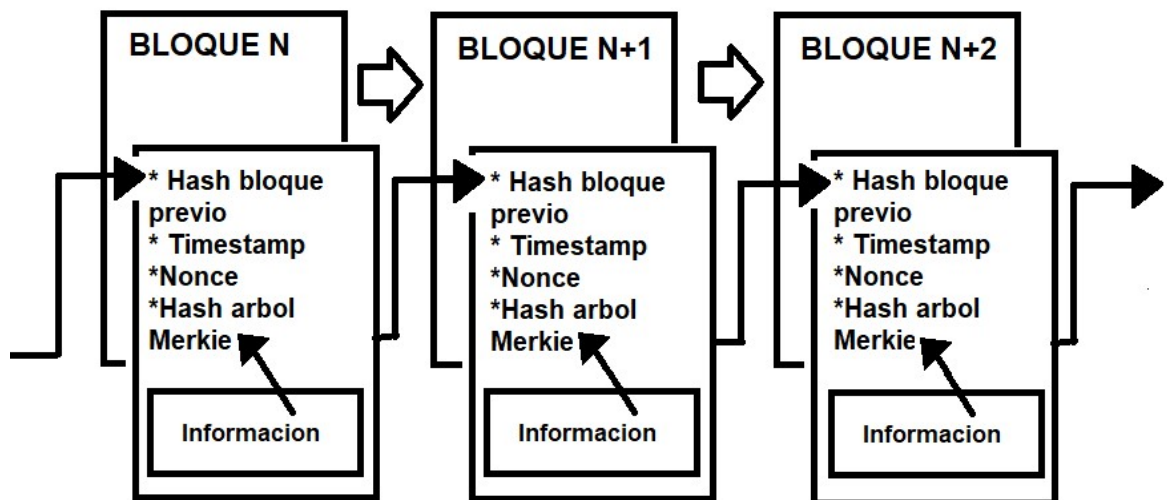 BLOQUE N
* Hash bloque
previo
* Timestamp
*Nonce
*Hash arbol
Merkie
Informacion
BLOQUE N+1
* Hash bloque
previo
* Timestamp
*Nonce
*Hash arbol
Merkie
Informacion
BLOQUE N+2
* Hash bloque
previo
* Timestamp
*Nonce
*Hash arbol
Merkie
Informacion